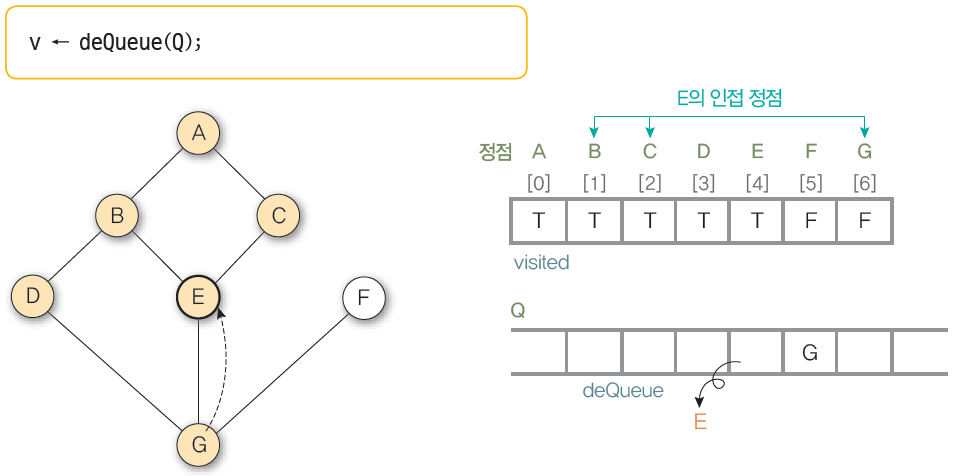 v ← deQueue(Q);
A
B
C
D
E
F
G
E의 인접 정점
정점 A B C D E F G
[0] [1] [2] [3] [4] [5] [6]
T T T T T F F
visited
Q
G
deQueue
E